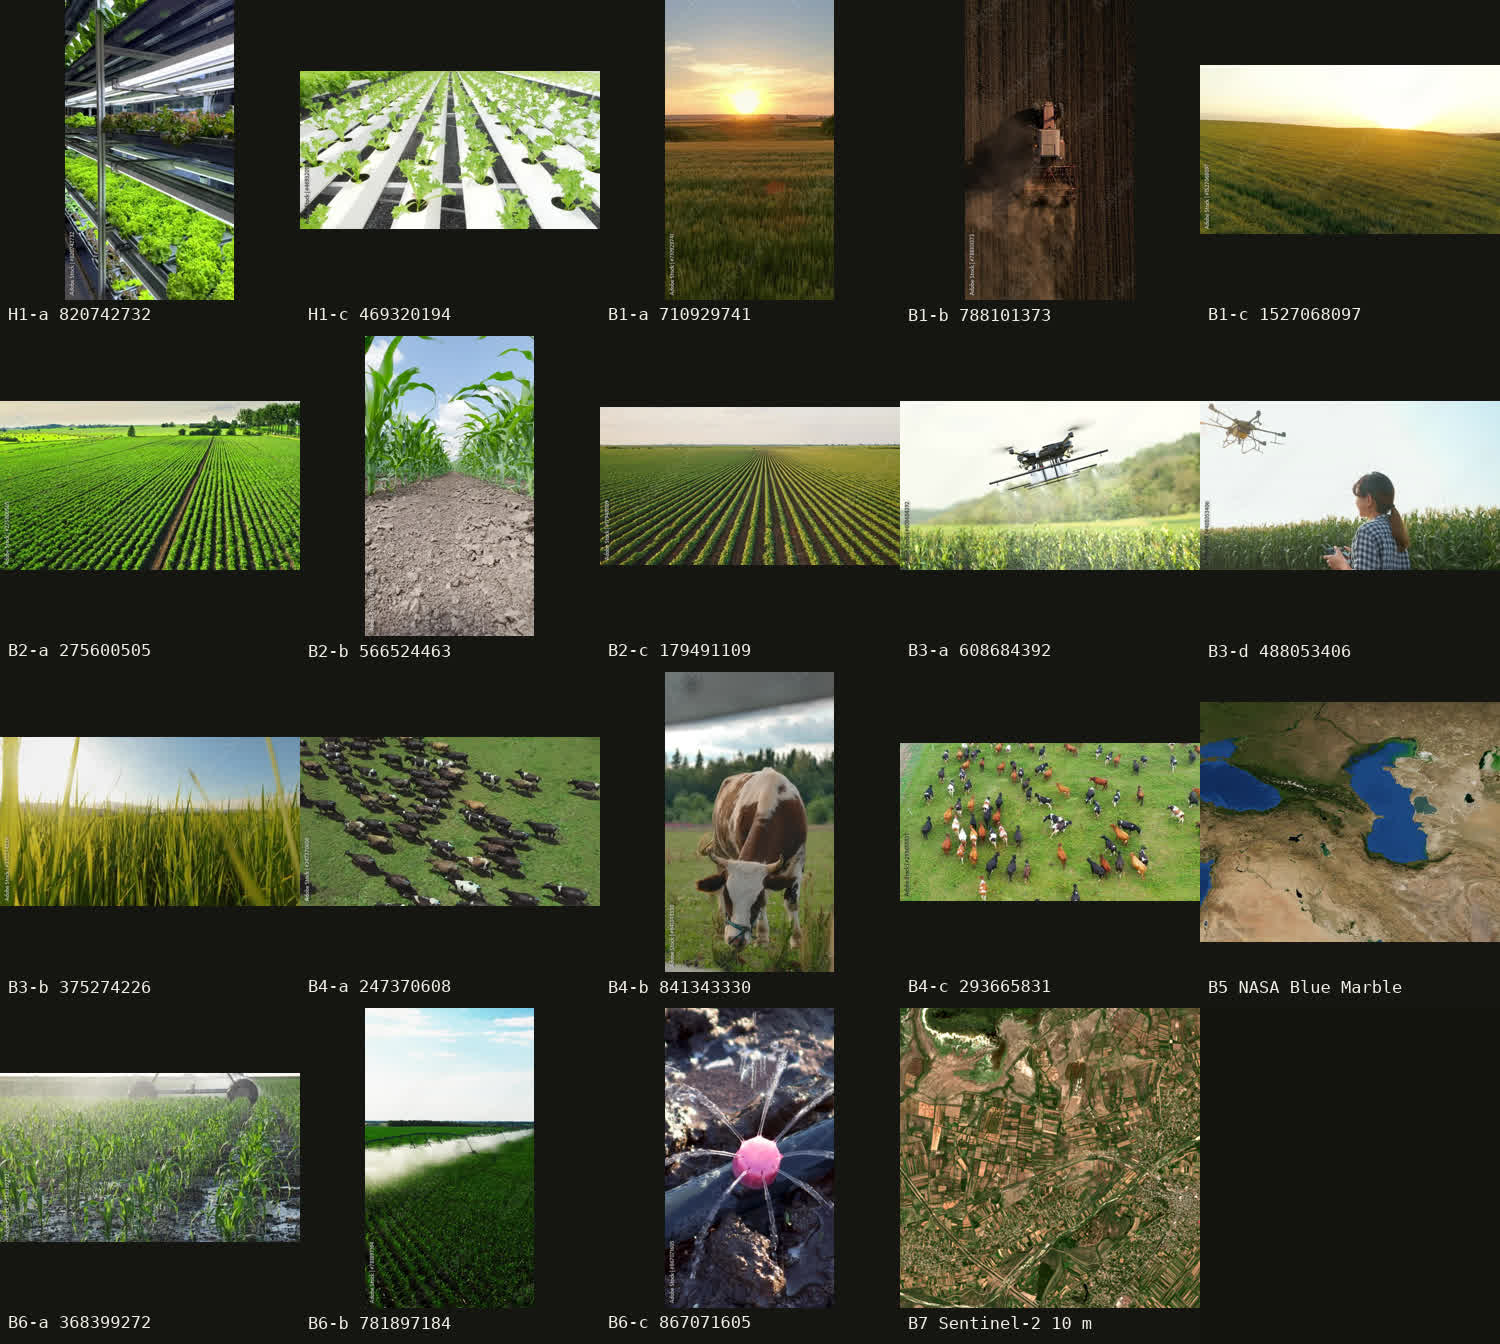 H1-a 820742732
H1-c 469320194
B1-a 710929741
B1-b 788101373
B1-c 1527068097
B2-a 275600505
B2-b 566524463
B2-c 179491109
B3-a 608684392
B3-d 488053406
B3-b 375274226
B4-a 247370608
B4-b 841343330
B4-c 293665831
B5 NASA Blue Marble
B6-a 368399272
B6-b 781897184
B6-c 867071605
B7 Sentinel-2 10 m